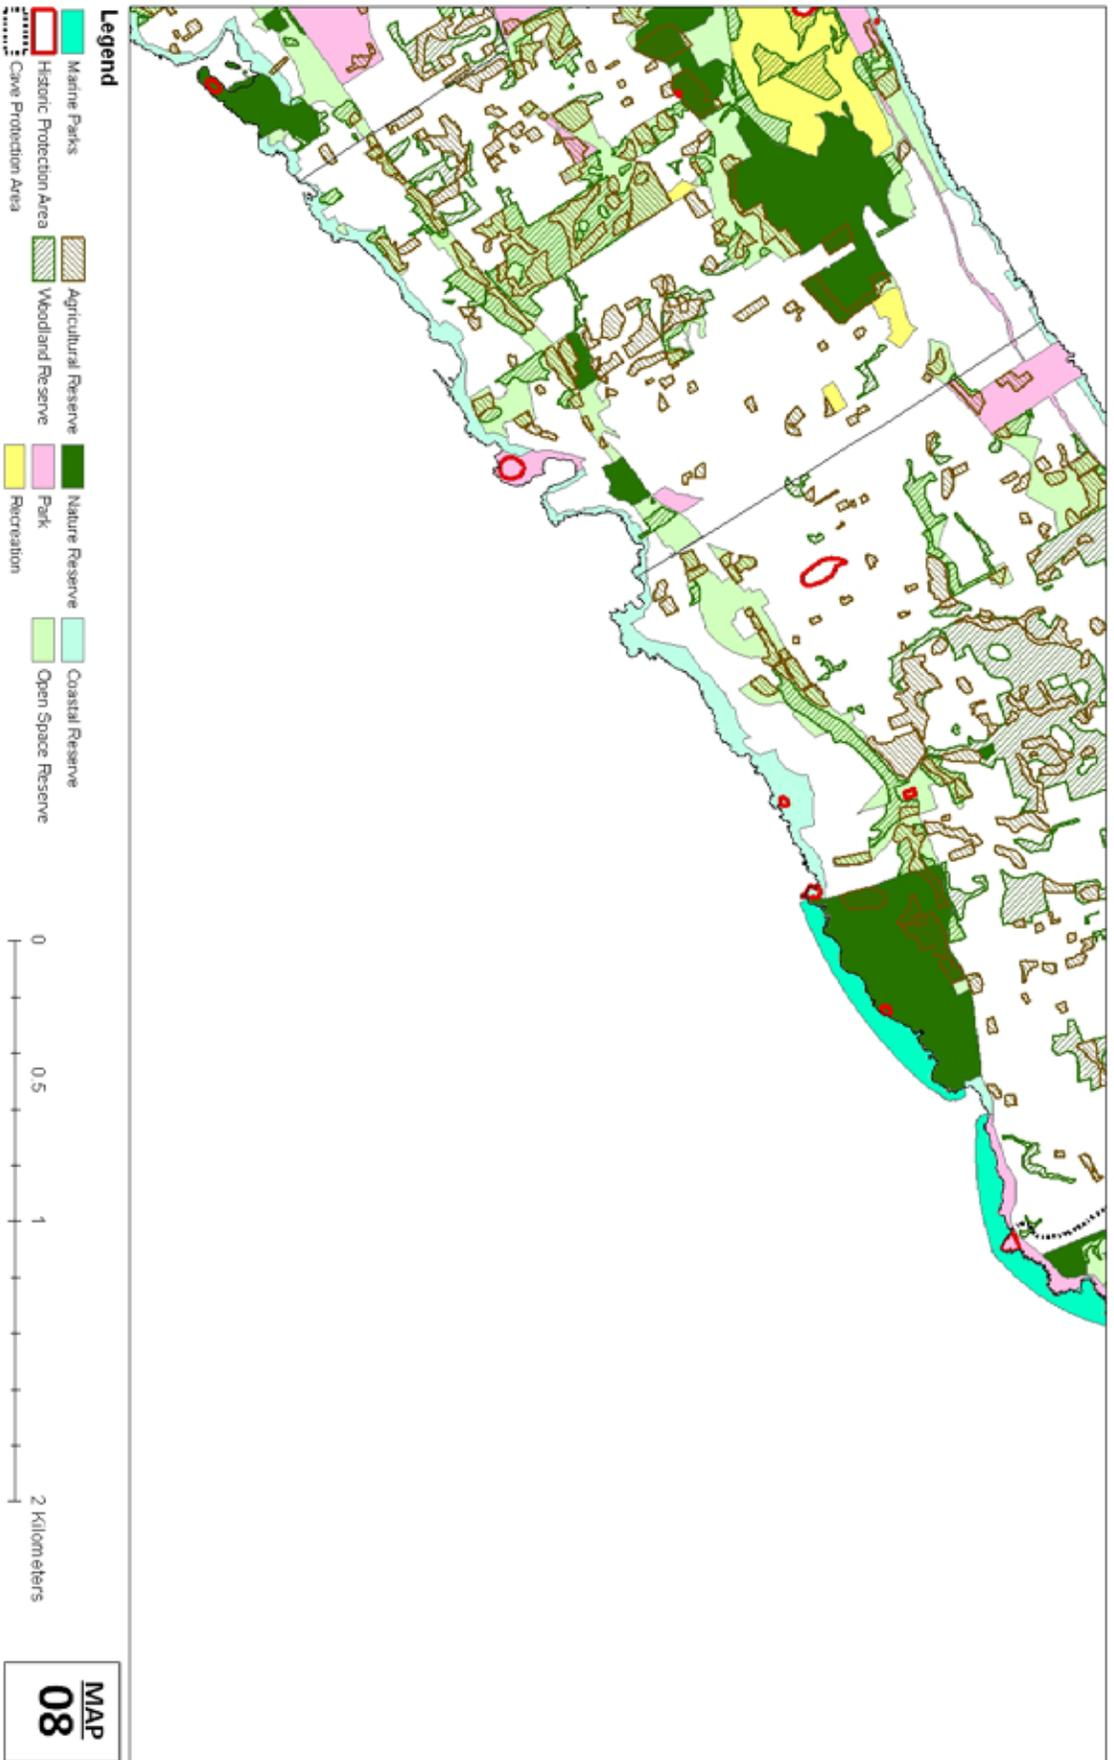 Legend
Marine Parks
Agricultural Reserve
Nature Reserve
Coastal Reserve
Historic Protection Area
Woodland Reserve
Park
Open Space Reserve
Cave Protection Area
Recreation
0 0.5 1 2 Kilometers
MAP
08